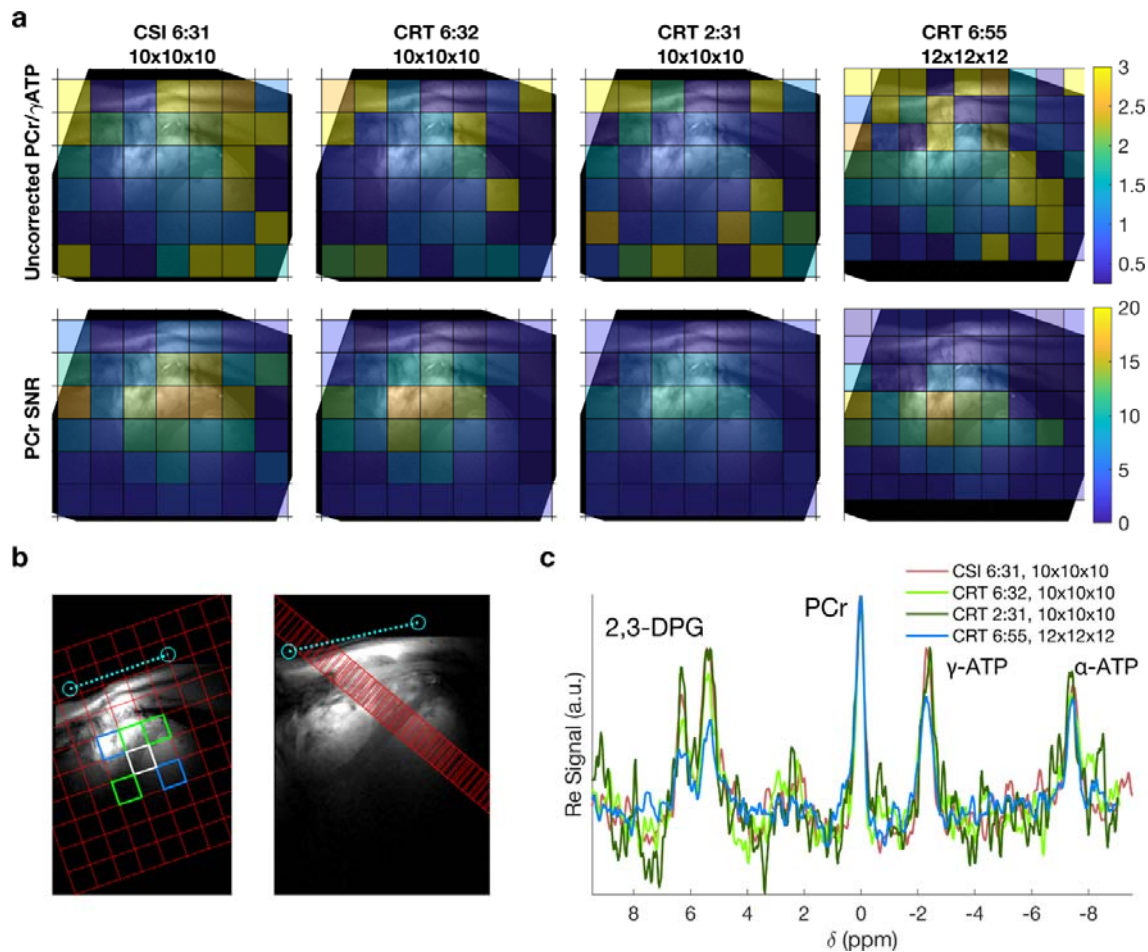 a
CSI 6:31
10x10x10
CRT 6:32
10x10x10
CRT 2:31
10x10x10
CRT 6:55
12x12x12
Uncorrected PCr/γATP
3
2.5
2
1.5
1
0.5
PCr SNR
20
15
10
5
0
b
c
CSI 6:31, 10x10x10
CRT 6:32, 10x10x10
CRT 2:31, 10x10x10
CRT 6:55, 12x12x12
2,3-DPG
PCr
γ-ATP
α-ATP
Re Signal (a.u.)
8 6 4 2 0 -2 -4 -6 -8
δ (ppm)